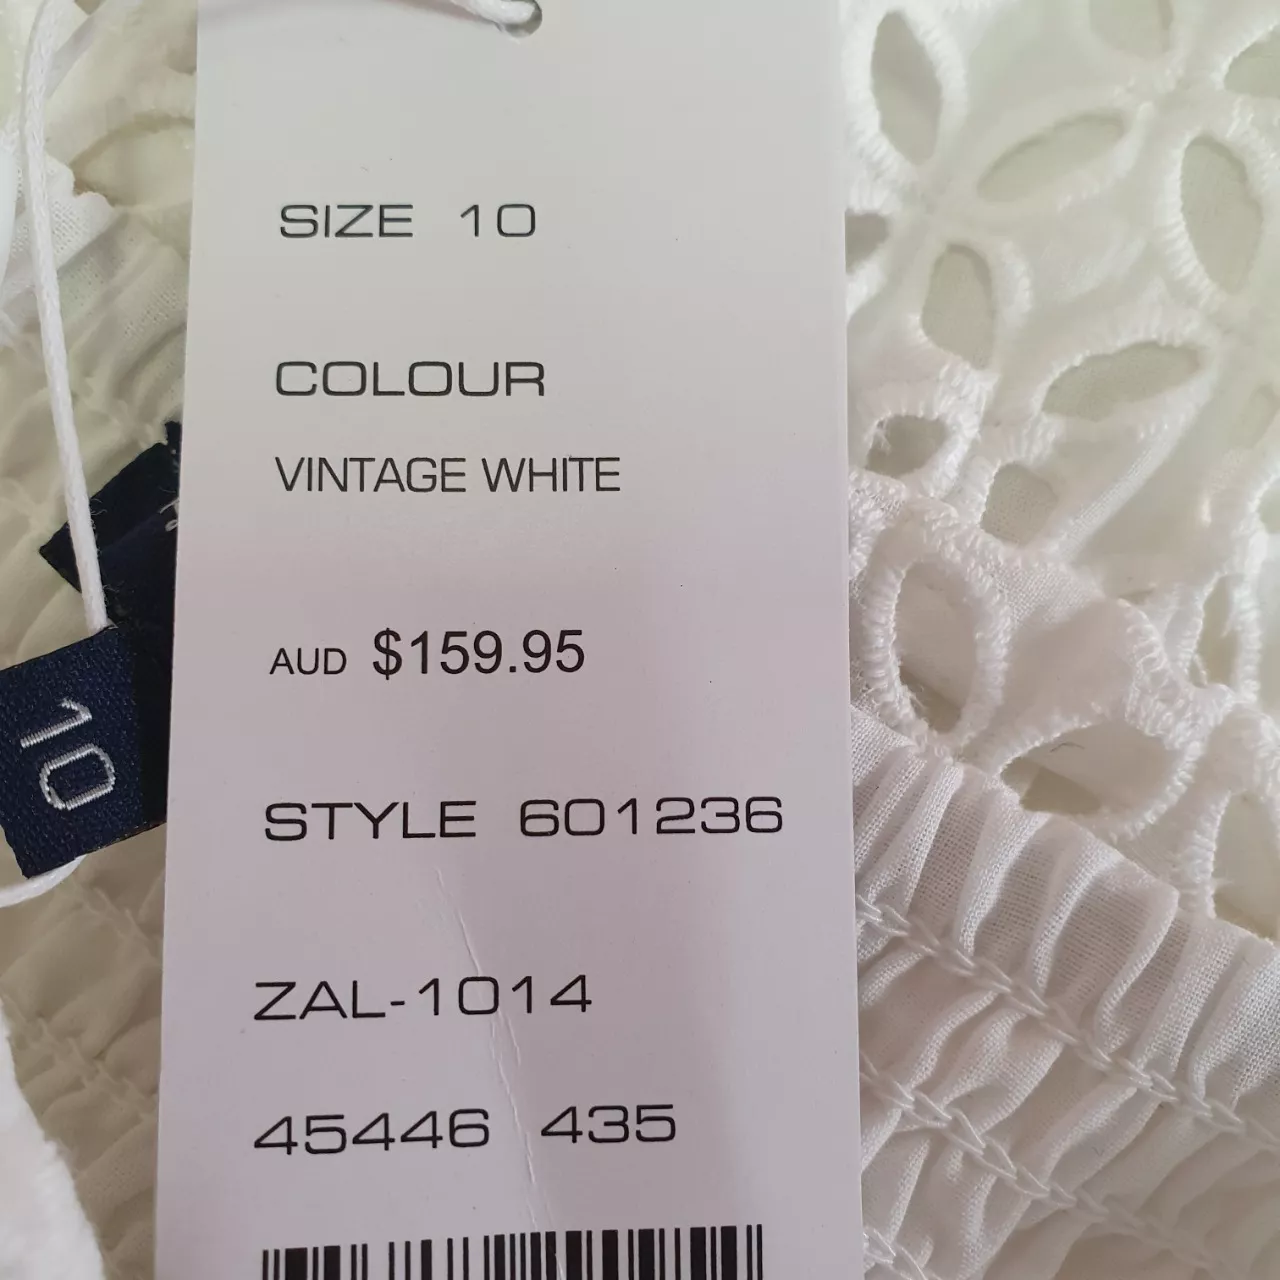 SIZE 10
COLOUR
VINTAGE WHITE
AUD $159.95
STYLE 601236
ZAL-1014
45446 435
10